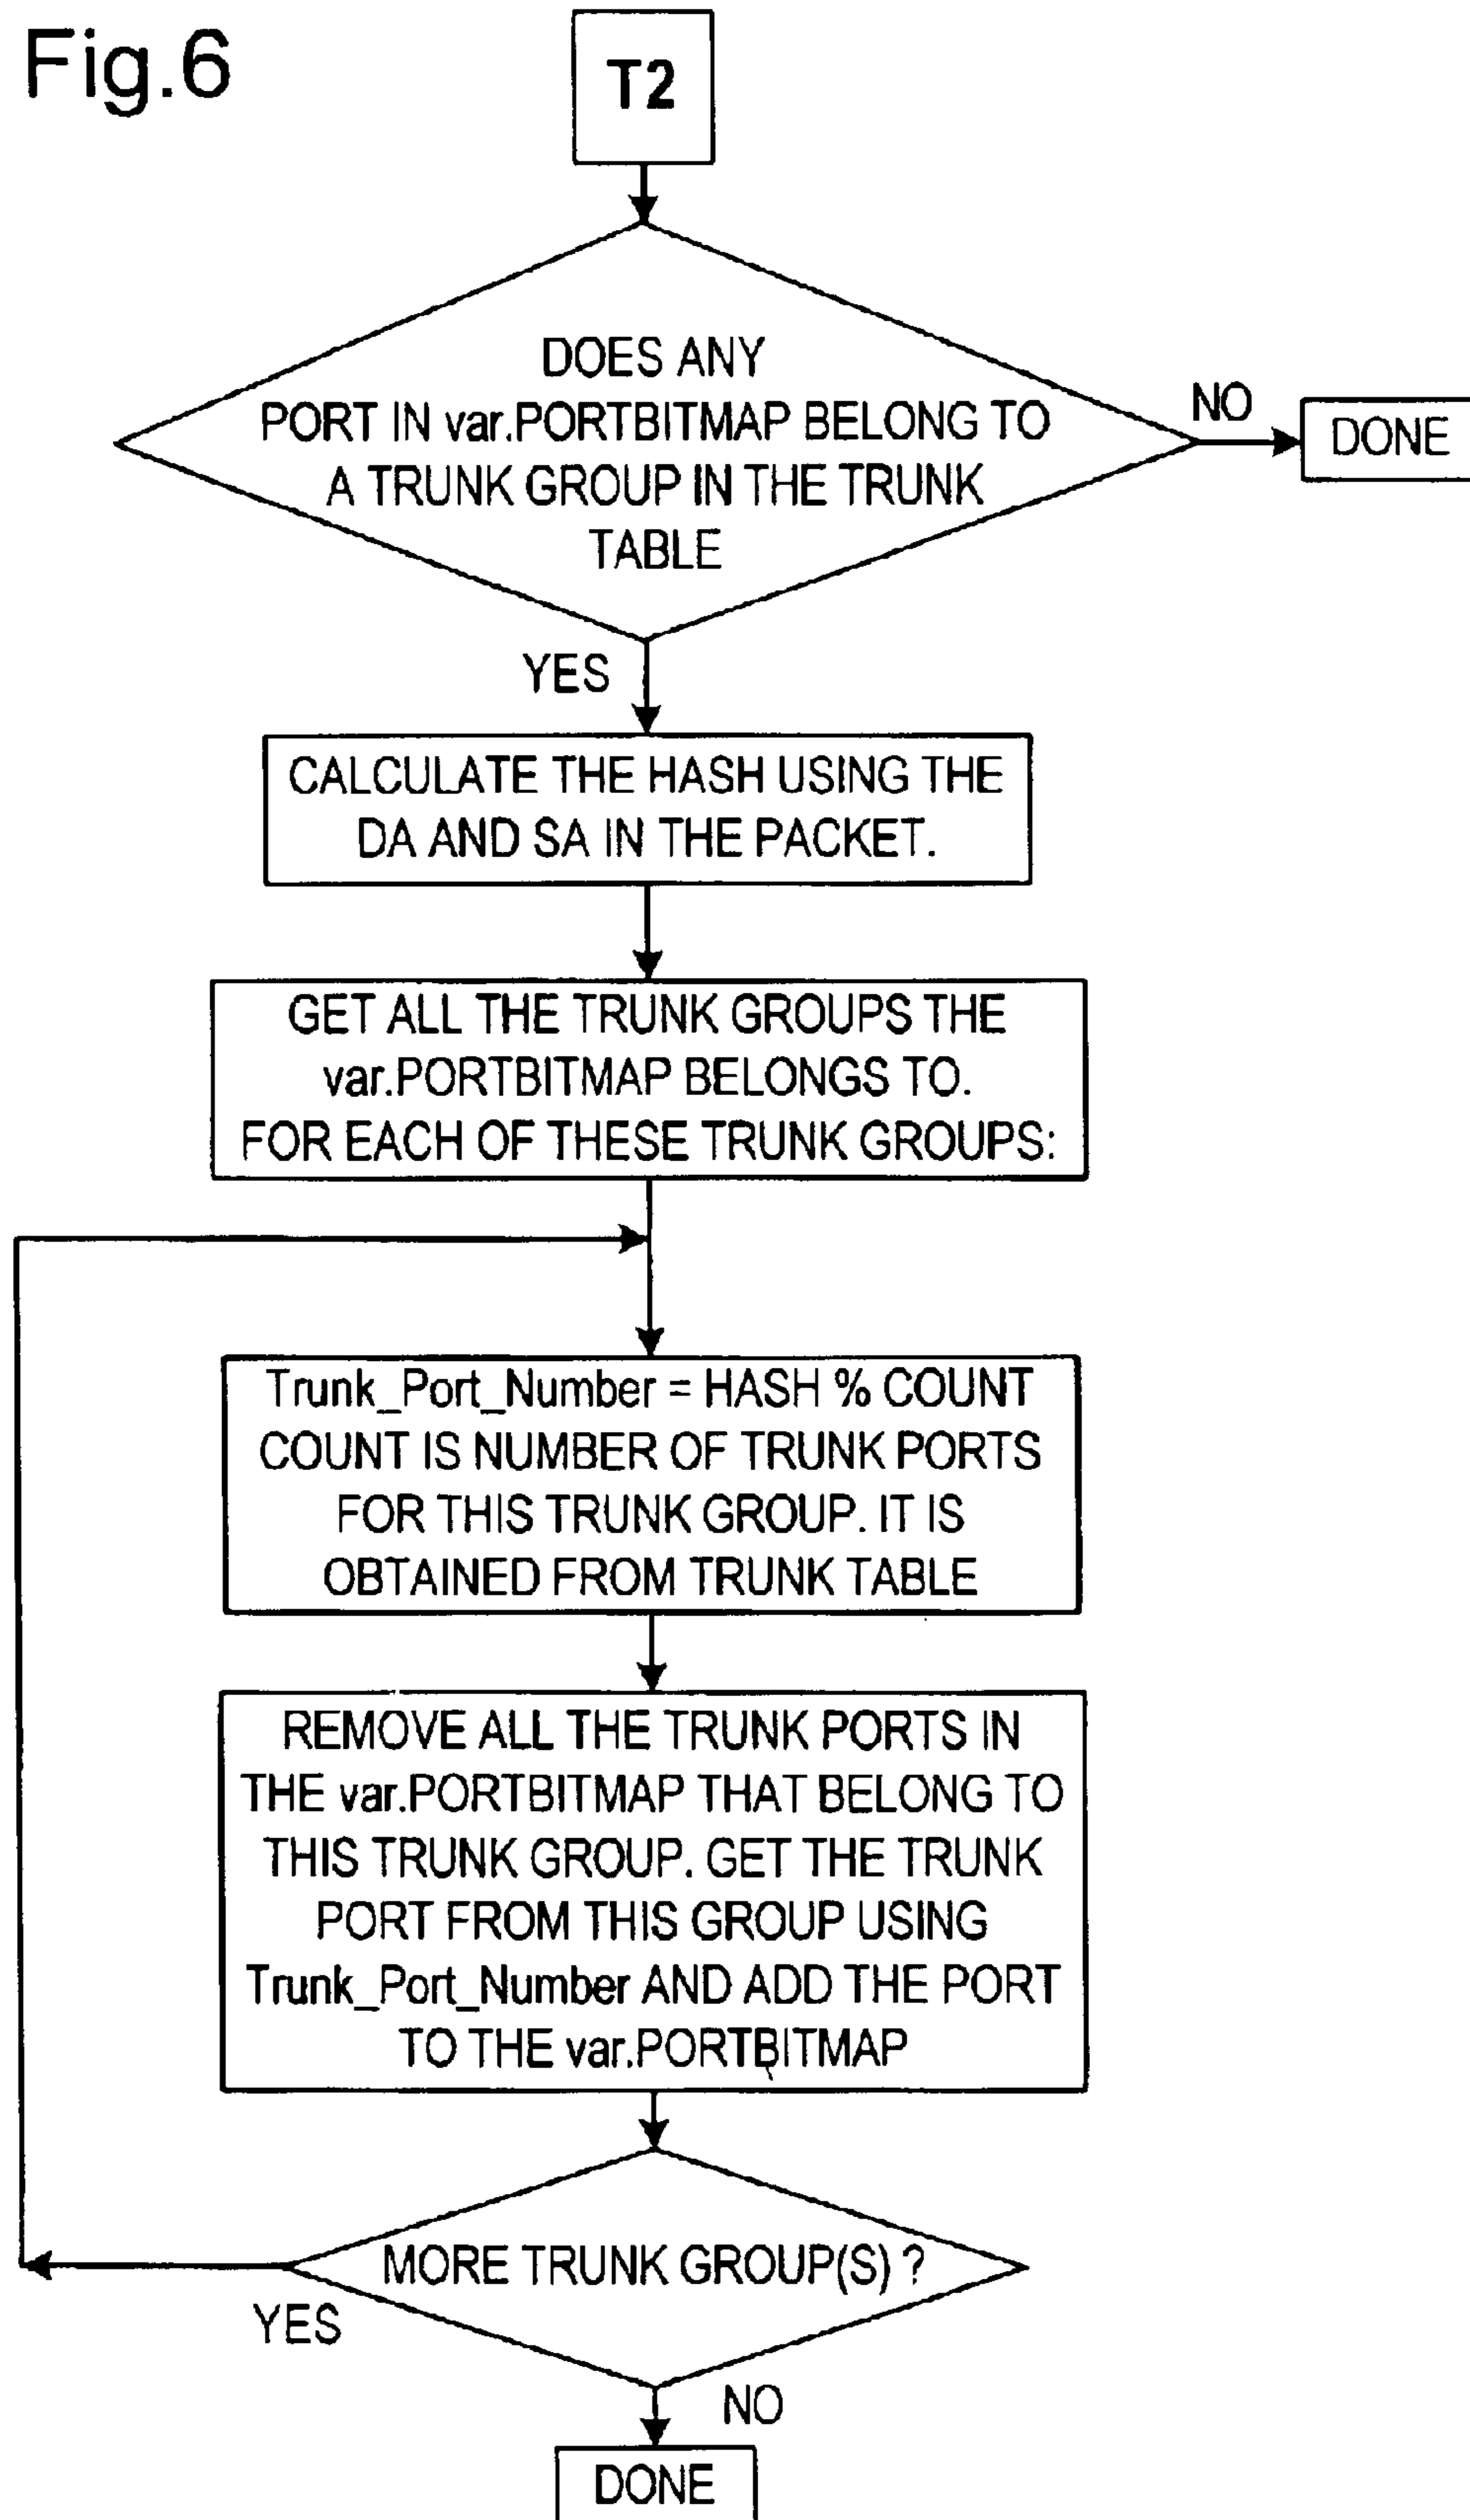 Fig.6
T2
DOES ANY
PORT IN var.PORTBITMAP BELONG TO
A TRUNK GROUP IN THE TRUNK
TABLE
NO
DONE
YES
CALCULATE THE HASH USING THE
DA AND SA IN THE PACKET.
GET ALL THE TRUNK GROUPS THE
var.PORTBITMAP BELONGS TO.
FOR EACH OF THESE TRUNK GROUPS:
Trunk_Port_Number = HASH % COUNT
COUNT IS NUMBER OF TRUNK PORTS
FOR THIS TRUNK GROUP. IT IS
OBTAINED FROM TRUNK TABLE
REMOVE ALL THE TRUNK PORTS IN
THE var.PORTBITMAP THAT BELONG TO
THIS TRUNK GROUP. GET THE TRUNK
PORT FROM THIS GROUP USING
Trunk_Port_Number AND ADD THE PORT
TO THE var.PORTBITMAP
MORE TRUNK GROUP(S) ?
YES
NO
DONE